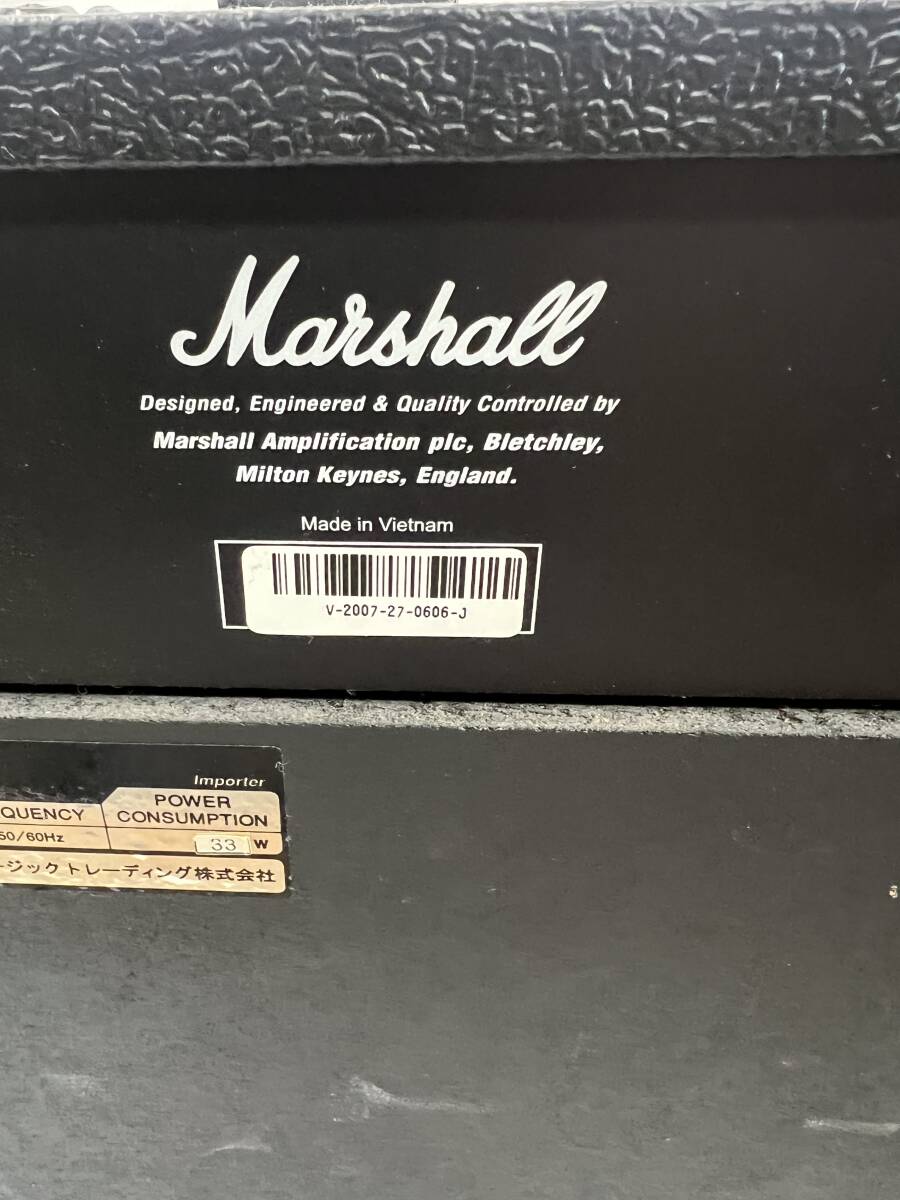 Marshall
Designed, Engineered & Quality Controlled by
Marshall Amplification plc, Bletchley,
Milton Keynes, England.
Made in Vietnam
V-2007-27-0606-J
Importer
QUENCY
POWER
CONSUMPTION
50/60Hz
33 W
ージックトレーディング株式会社